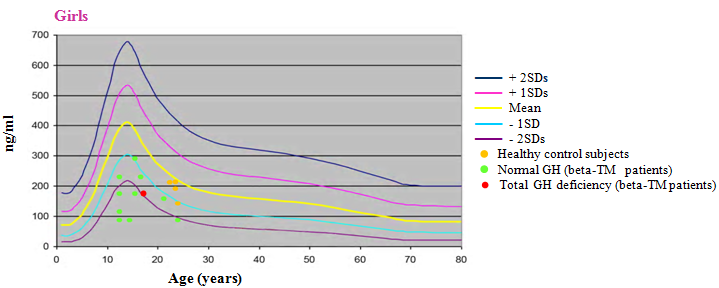 Girls
700
600
500
400
300
200
100
0
ng/ml
0 10 20 30 40 50 60 70 80
Age (years)
+ 2SDs
+ 1SDs
Mean
- 1SD
- 2SDs
Healthy control subjects
Normal GH (beta-TM patients)
Total GH deficiency (beta-TM patients)